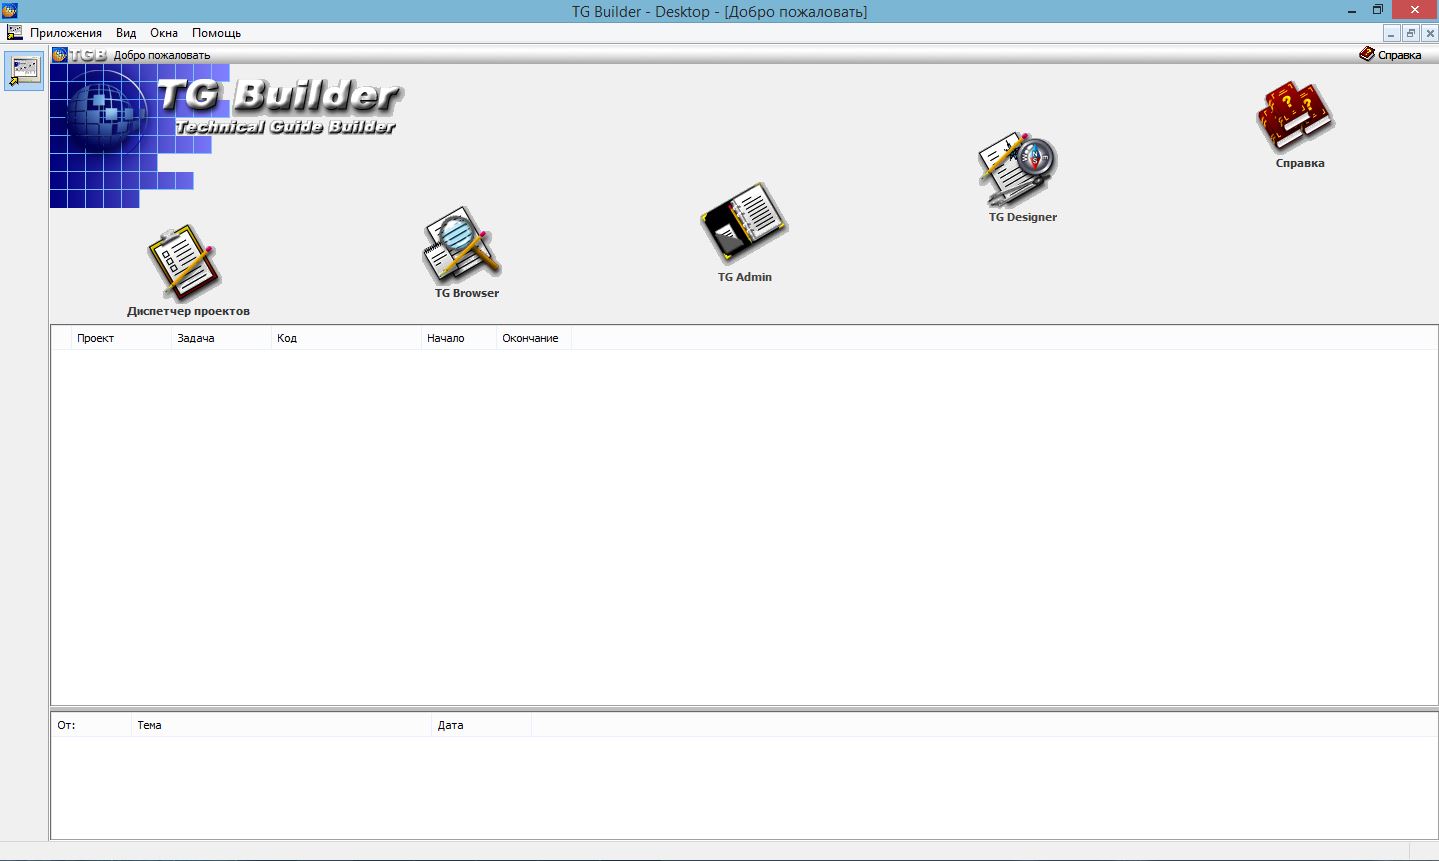 TG Builder - Desktop - [Добро пожаловать]
Приложения Вид Окна Помощь
TGB Добро пожаловать Справка
TG Builder
Technical Guide Builder
Справка
TG Designer
TG Admin
TG Browser
Диспетчер проектов
Проект Задача Код Начало Окончание
От: Тема Дата